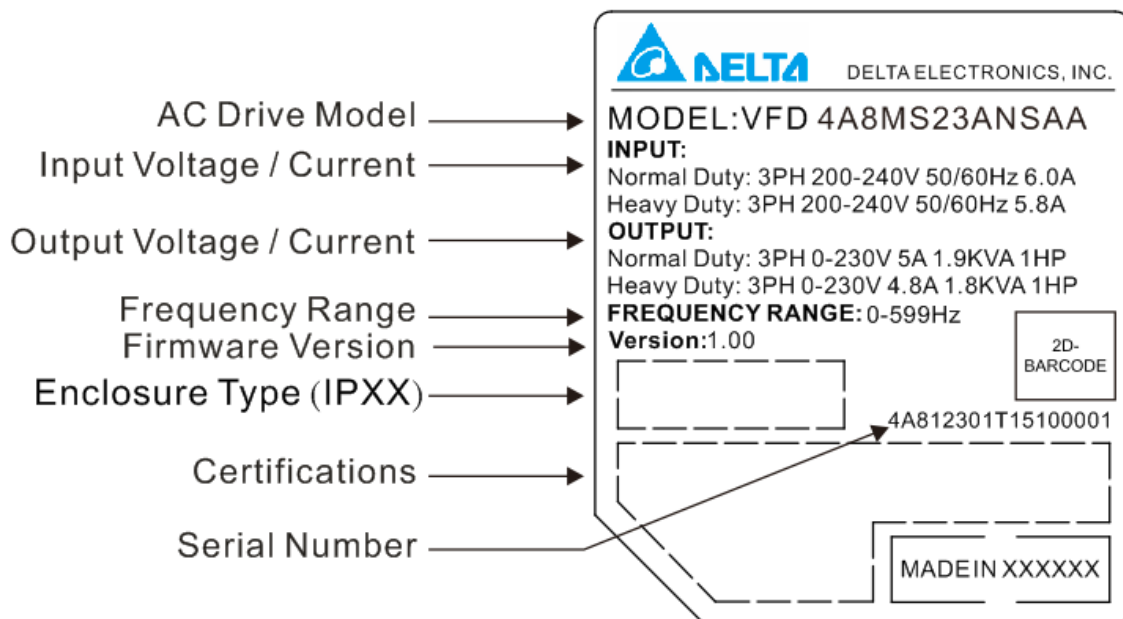 DELTA
DELTA ELECTRONICS, INC.
AC Drive Model
MODEL:VFD 4A8MS23ANSAA
Input Voltage / Current
INPUT:
Normal Duty: 3PH 200-240V 50/60Hz 6.0A
Heavy Duty: 3PH 200-240V 50/60Hz 5.8A
Output Voltage / Current
OUTPUT:
Normal Duty: 3PH 0-230V 5A 1.9KVA 1HP
Heavy Duty: 3PH 0-230V 4.8A 1.8KVA 1HP
Frequency Range
FREQUENCY RANGE: 0-599Hz
Firmware Version
Version:1.00
2D-
BARCODE
Enclosure Type (IPXX)
4A812301T15100001
Certifications
Serial Number
MADE IN XXXXXX